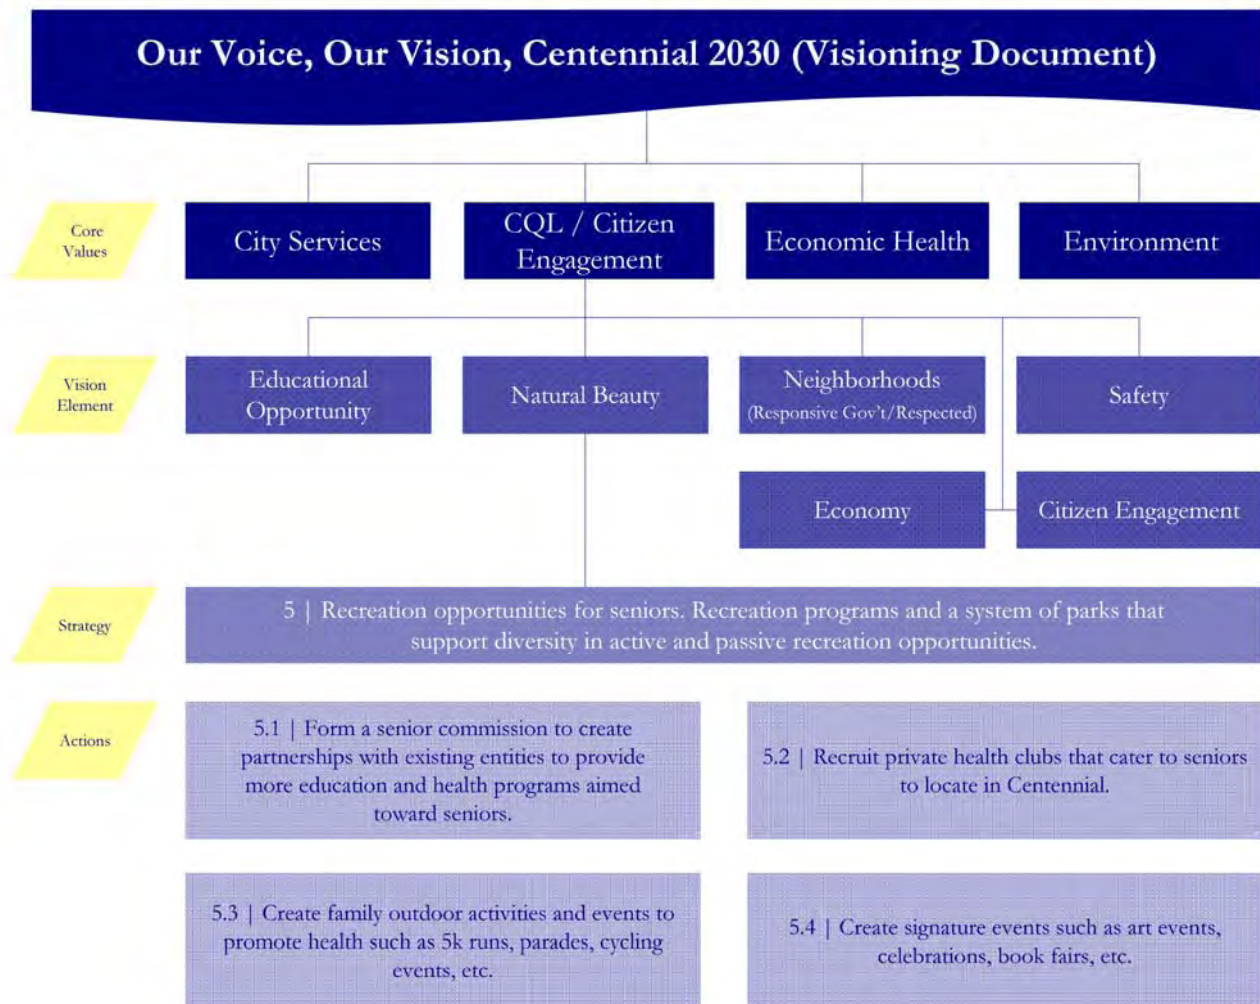 Our Voice, Our Vision, Centennial 2030 (Visioning Document)
Core
Values
City Services
CQL / Citizen
Engagement
Economic Health
Environment
Vision
Element
Educational
Opportunity
Natural Beauty
Neighborhoods
(Responsive Gov't/Respected)
Safety
Economy
Citizen Engagement
Strategy
5 | Recreation opportunities for seniors. Recreation programs and a system of parks that
support diversity in active and passive recreation opportunities.
Actions
5.1 | Form a senior commission to create
partnerships with existing entities to provide
more education and health programs aimed
toward seniors.
5.2 | Recruit private health clubs that cater to seniors
to locate in Centennial.
5.3 | Create family outdoor activities and events to
promote health such as 5k runs, parades, cycling
events, etc.
5.4 | Create signature events such as art events,
celebrations, book fairs, etc.